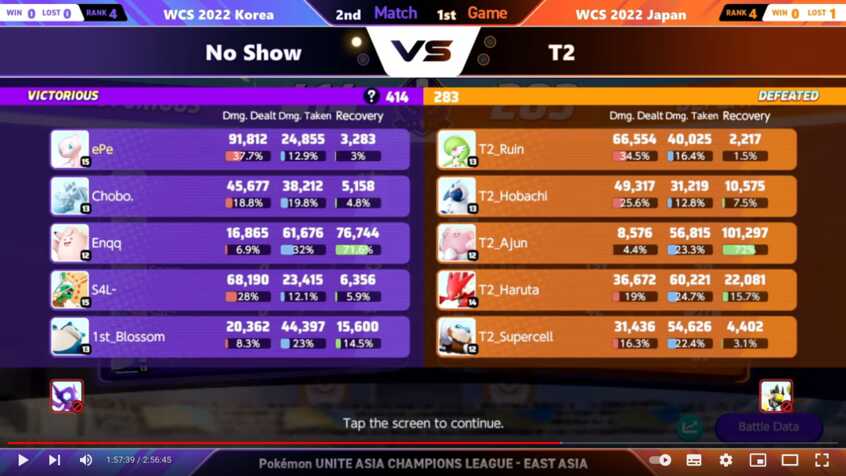 WIN 0 LOST 0 RANK 4 WCS 2022 Korea 2nd Match 1st Game WCS 2022 Japan RANK 4 WIN 0 LOST 1
No Show VS T2
VICTORIOUS ? 414 283 DEFEATED
Dmg. Dealt Dmg. Taken Recovery Dmg. Dealt Dmg. Taken Recovery
15 ePe 91,812 24,855 3,283
37.7% 12.9% 3%
13 T2_Ruin 66,554 40,025 2,217
34.5% 16.4% 1.5%
13 Chobo. 45,677 38,212 5,158
18.8% 19.8% 4.8%
13 T2_Hobachi 49,317 31,219 10,575
25.6% 12.8% 7.5%
12 Enqq 16,865 61,676 76,744
6.9% 32% 71.6%
12 T2_Ajun 8,576 56,815 101,297
4.4% 23.3% 72%
15 S4L- 68,190 23,415 6,356
28% 12.1% 5.9%
14 T2_Haruta 36,672 60,221 22,081
19% 24.7% 15.7%
13 1st_Blossom 20,362 44,397 15,600
8.3% 23% 14.5%
12 T2_Supercell 31,436 54,626 4,402
16.3% 22.4% 3.1%
Tap the screen to continue.
Battle Data
1:57:39 / 2:56:45
Pokémon UNITE ASIA CHAMPIONS LEAGUE - EAST ASIA